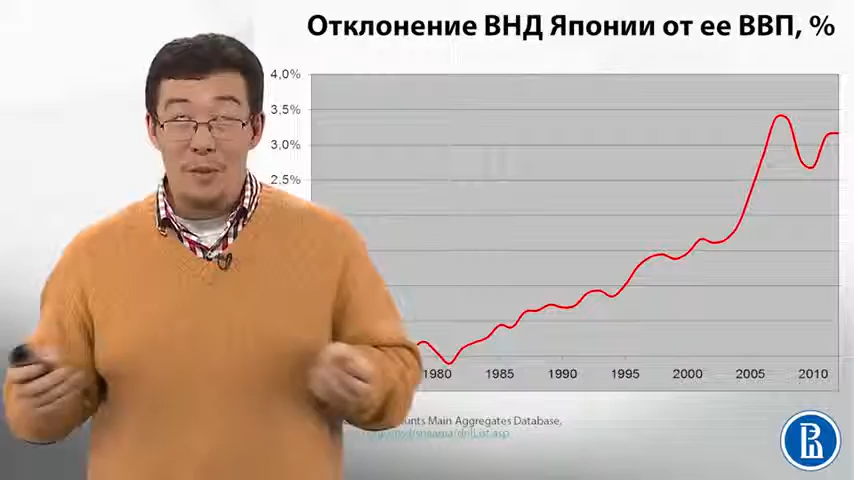 Отклонение ВНД Японии от ее ВВП, %
4,0%
3,5%
3,0%
2,5%
1980 1985 1990 1995 2000 2005 2010
Main Aggregates Database,